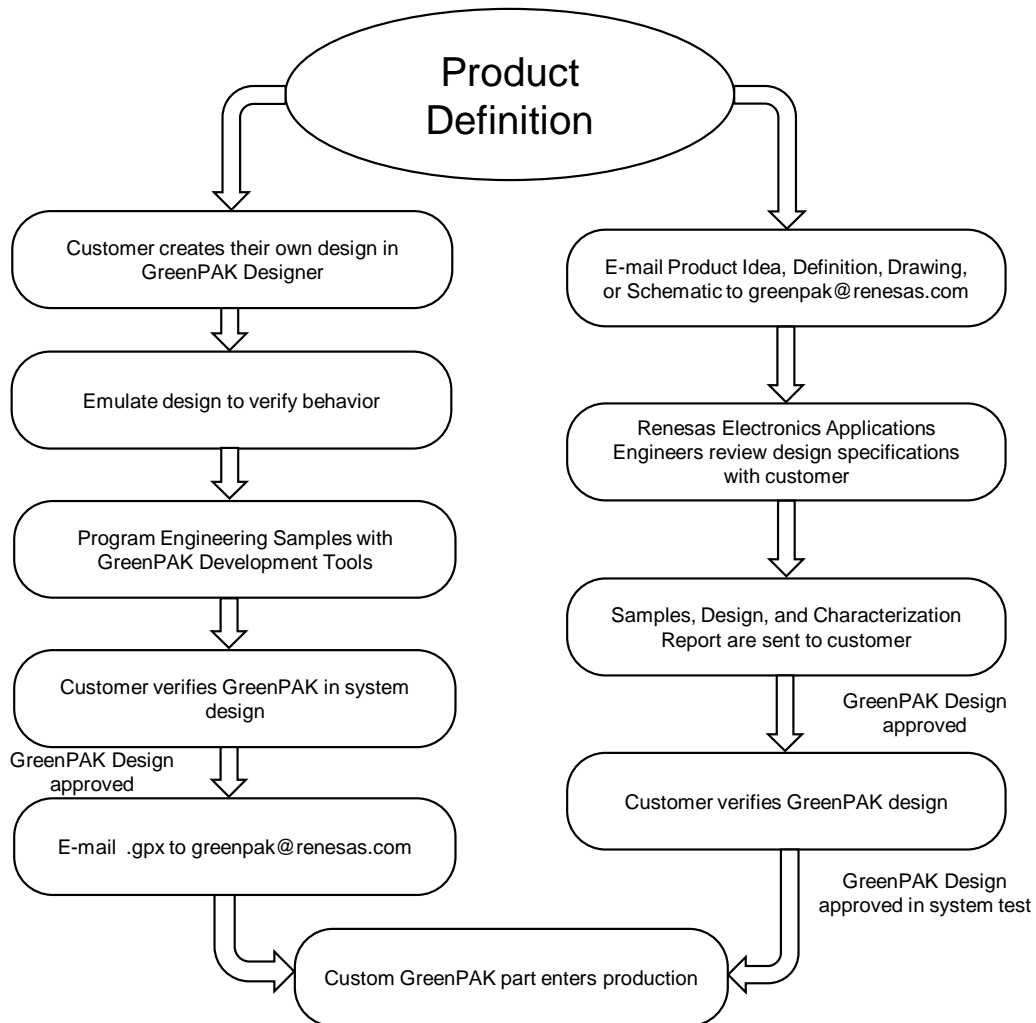 Product
Definition
Customer creates their own design in
GreenPAK Designer
Emulate design to verify behavior
Program Engineering Samples with
GreenPAK Development Tools
Customer verifies GreenPAK in system
design
GreenPAK Design
approved
E-mail .gpx to greenpak@renesas.com
E-mail Product Idea, Definition, Drawing,
or Schematic to greenpak@renesas.com
Renesas Electronics Applications
Engineers review design specifications
with customer
Samples, Design, and Characterization
Report are sent to customer
GreenPAK Design
approved
Customer verifies GreenPAK design
GreenPAK Design
approved in system test
Custom GreenPAK part enters production